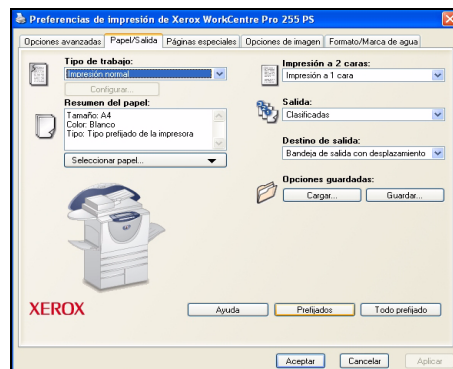 Preferencias de impresión de Xerox WorkCentre Pro 255 PS
Opciones avanzadas Papel/Salida Páginas especiales Opciones de imagen Formato/Marca de agua
Tipo de trabajo:
Impresión normal
Configurar...
Resumen del papel:
Tamaño: A4
Color: Blanco
Tipo: Tipo prefijado de la impresora
Seleccionar papel...
Impresión a 2 caras:
Impresión a 1 cara
Salida:
Clasificadas
Destino de salida:
Bandeja de salida con desplazamiento
Opciones guardadas:
Cargar... Guardar...
XEROX
Ayuda Prefijados Todo prefijado
Aceptar Cancelar Aplicar